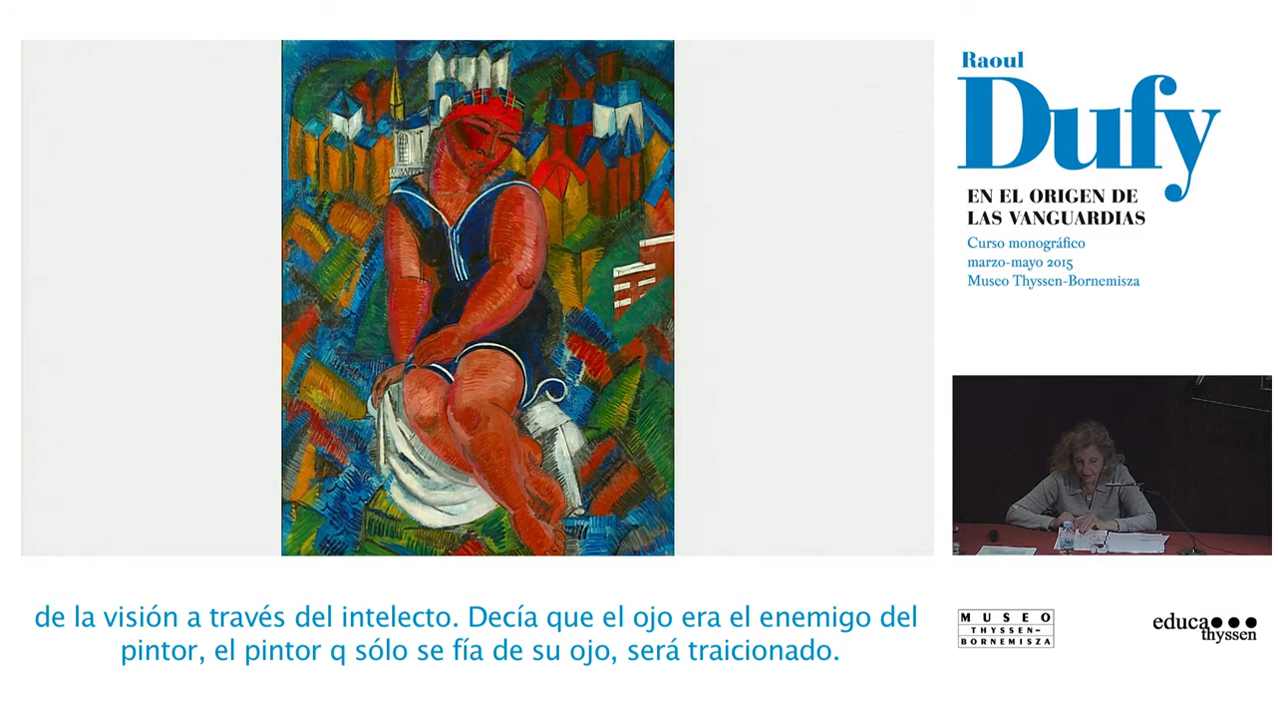 Raoul
Dufy
EN EL ORIGEN DE
LAS VANGUARDIAS
Curso monográfico
marzo-mayo 2015
Museo Thyssen-Bornemisza
de la visión a través del intelecto. Decía que el ojo era el enemigo del
pintor, el pintor q sólo se fía de su ojo, será traicionado.
MUSEO
THYSSEN-
BORNEMISZA
educa
thyssen